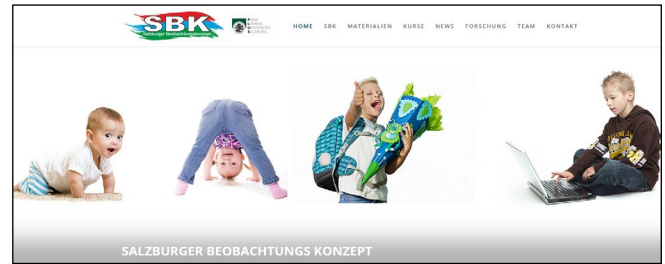 SBK
Salzburger Beobachtungskonzept
HOME SBK MATERIALIEN KURSE NEWS FORSCHUNG TEAM KONTAKT
SALZBURGER BEOBACHTUNGS KONZEPT